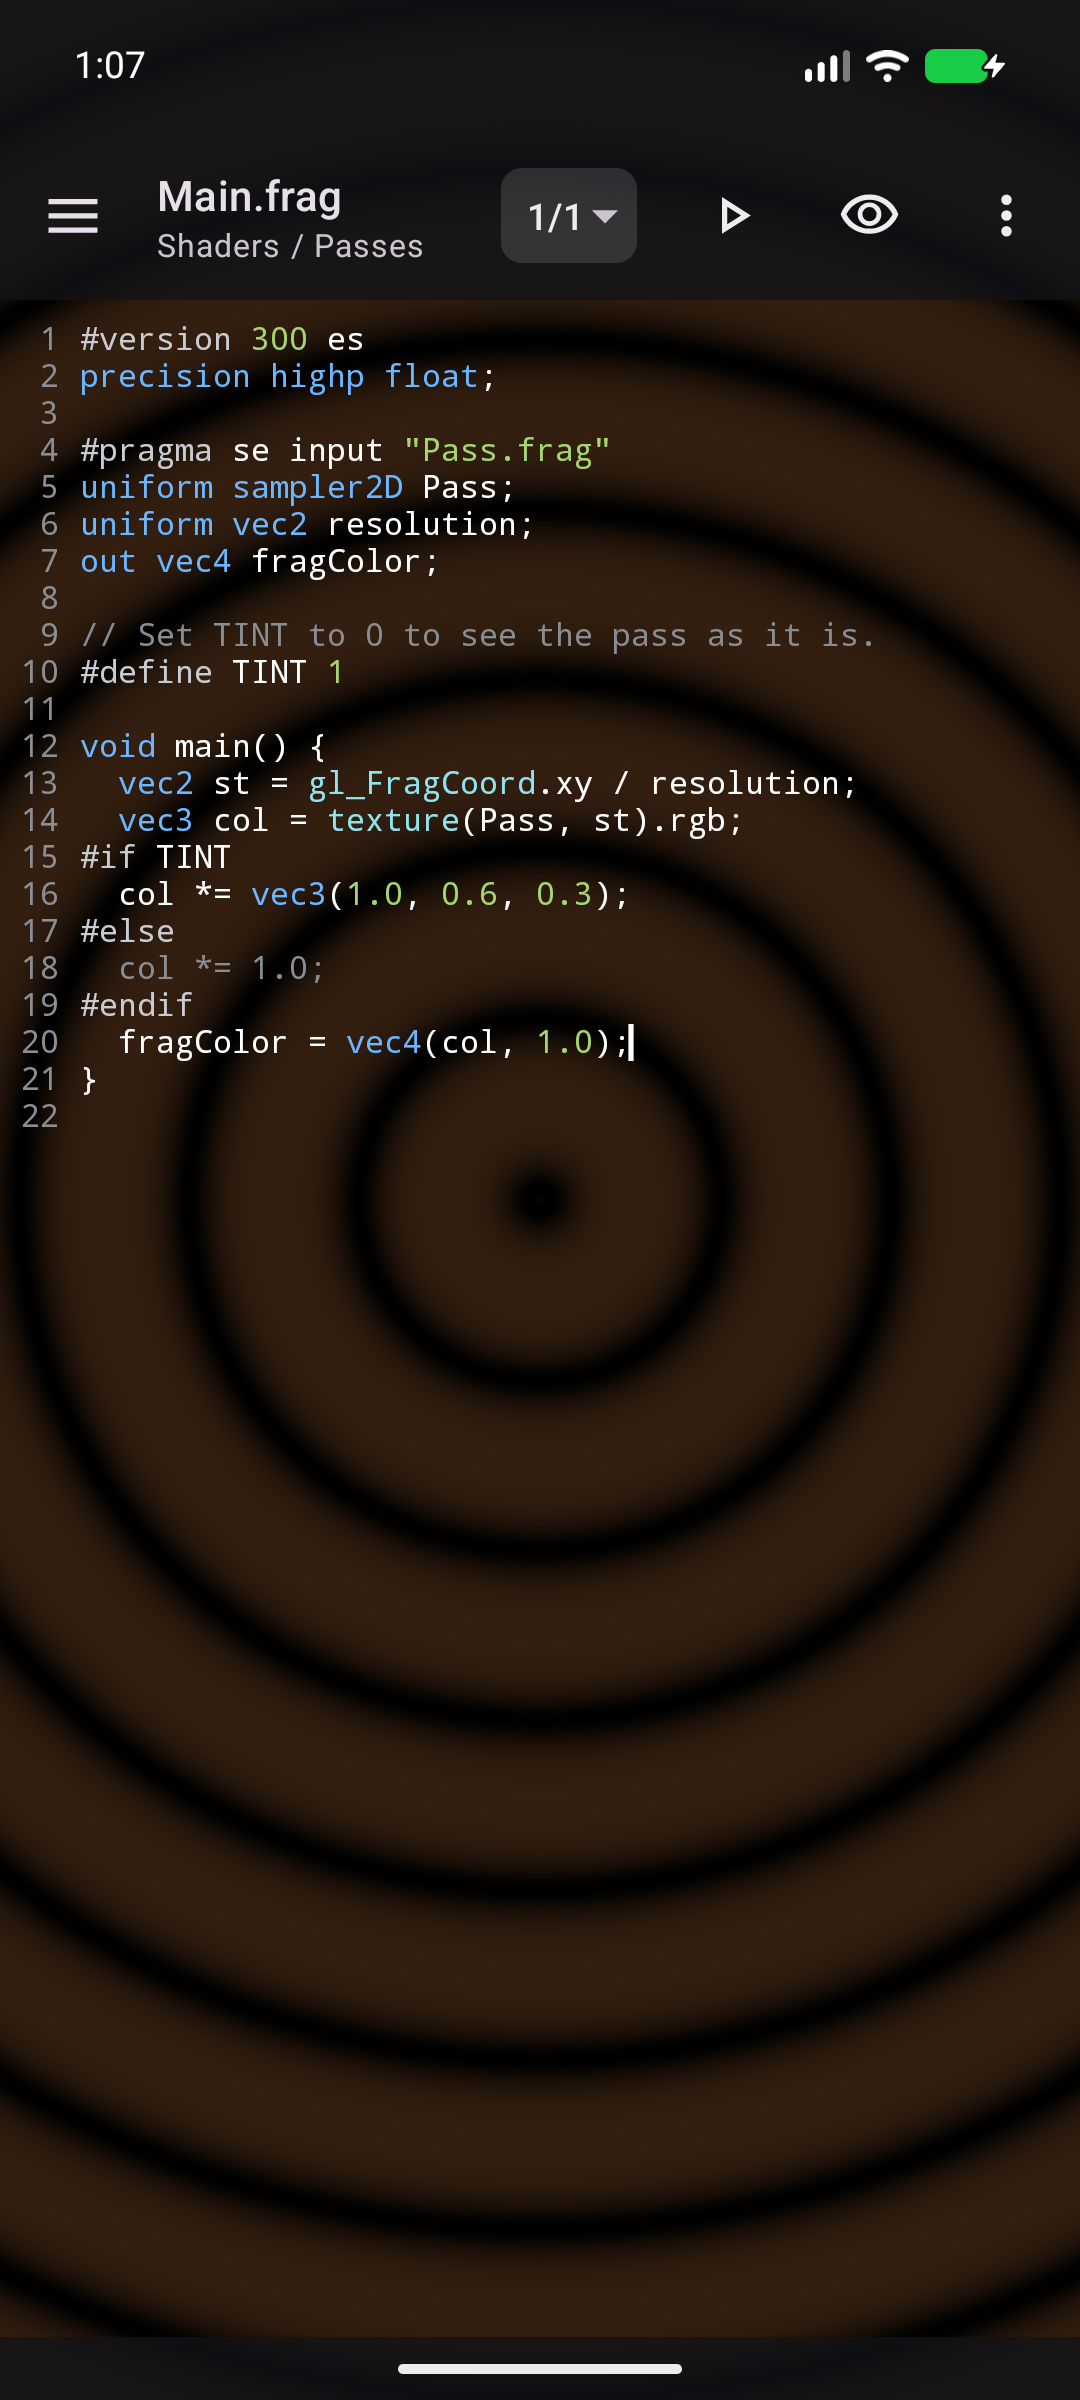 1:07
Main.frag
Shaders / Passes
1/1
1 #version 300 es
2 precision highp float;
3
4 #pragma se input "Pass.frag"
5 uniform sampler2D Pass;
6 uniform vec2 resolution;
7 out vec4 fragColor;
8
9 // Set TINT to 0 to see the pass as it is.
10 #define TINT 1
11
12 void main() {
13   vec2 st = gl_FragCoord.xy / resolution;
14   vec3 col = texture(Pass, st).rgb;
15 #if TINT
16   col *= vec3(1.0, 0.6, 0.3);
17 #else
18   col *= 1.0;
19 #endif
20   fragColor = vec4(col, 1.0);
21 }
22